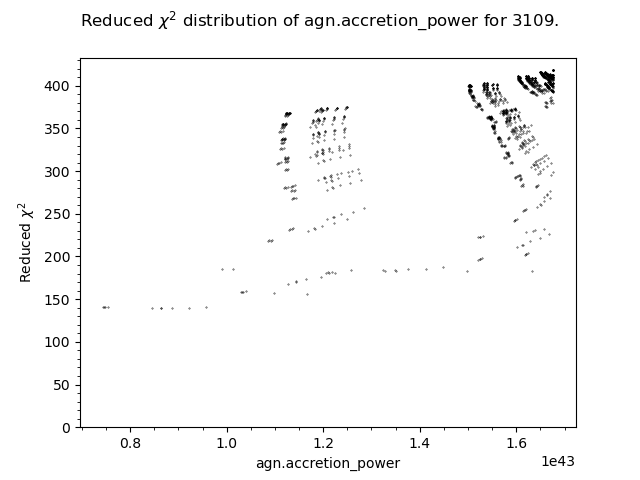 Reduced χ² distribution of agn.accretion_power for 3109.
400
350
300
250
200
150
100
50
0
Reduced χ²
0.8 1.0 1.2 1.4 1.6
1e43
agn.accretion_power